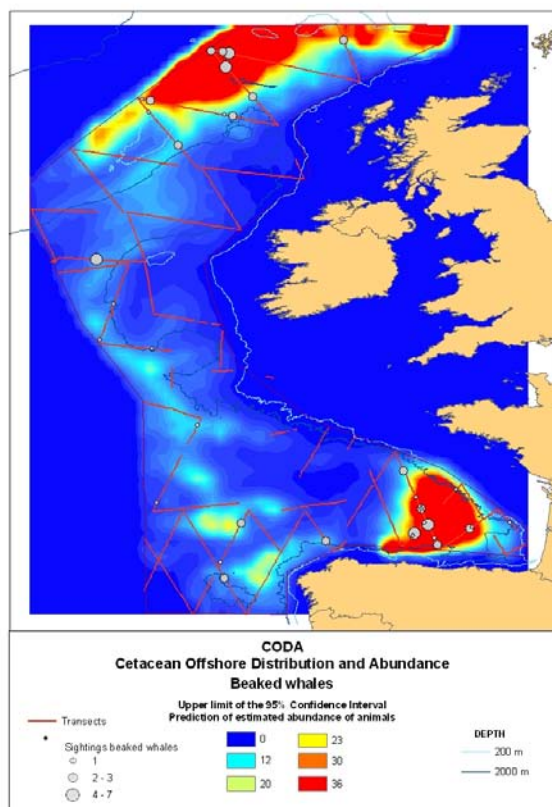 CODA
Cetacean Offshore Distribution and Abundance
Beaked whales
Upper limit of the 95% Confidence Interval
Prediction of estimated abundance of animals
Transects
Sightings beaked whales
1
2 - 3
4 - 7
0
12
20
23
30
36
DEPTH
200 m
2000 m